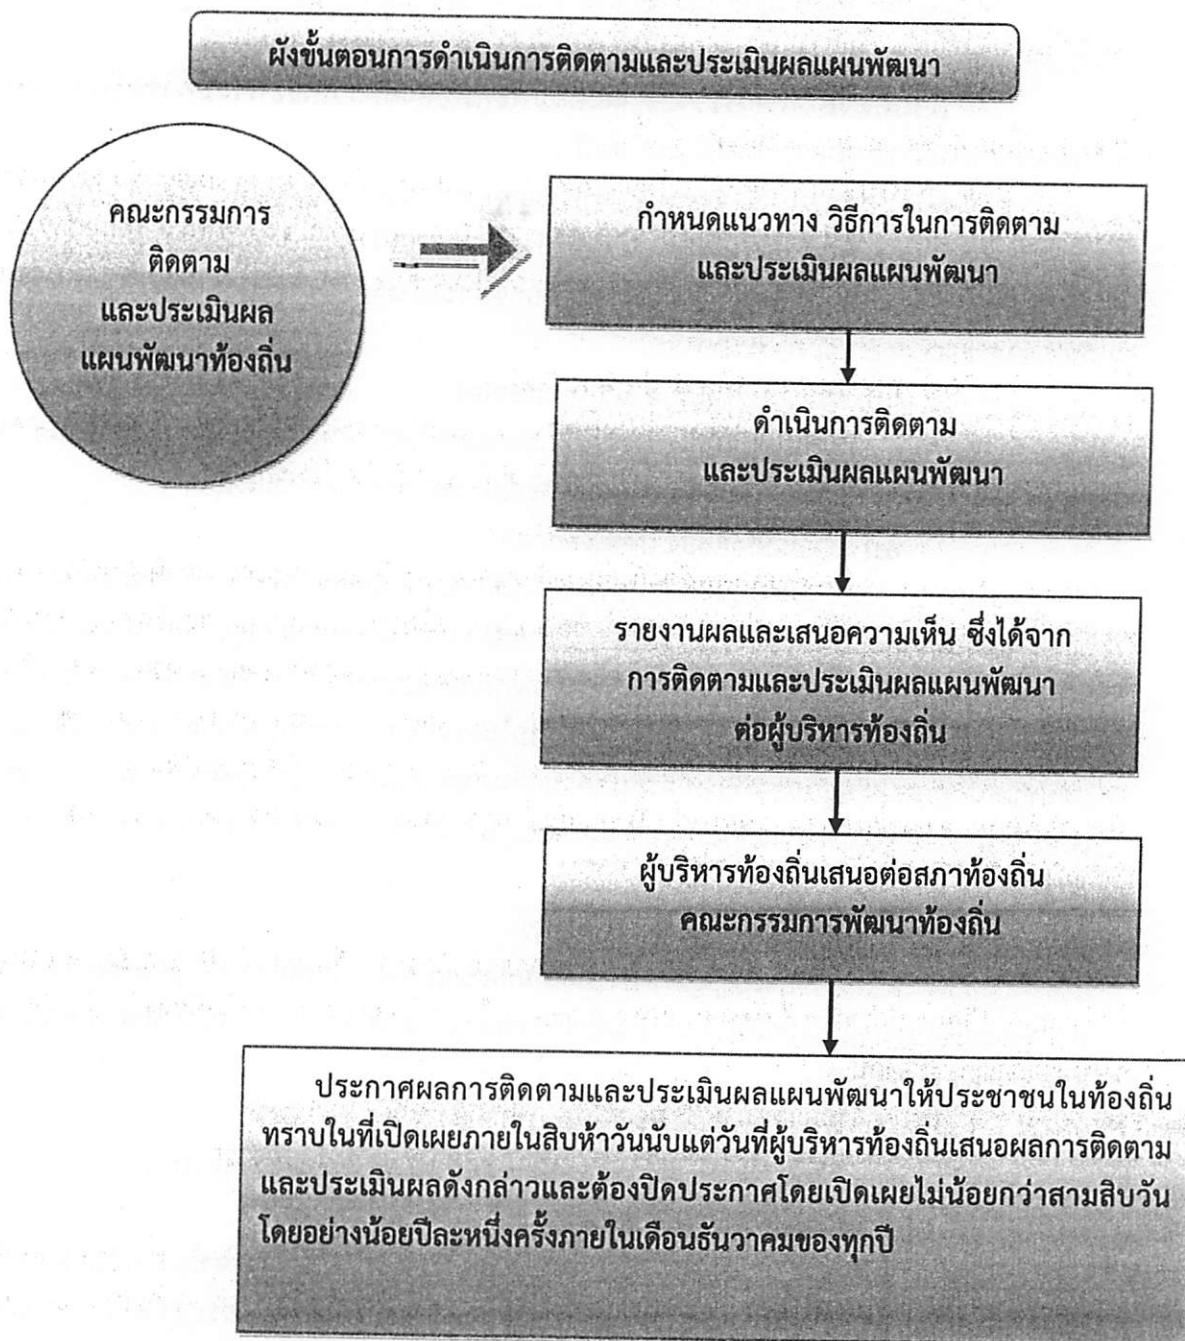 ผังขั้นตอนการดำเนินการติดตามและประเมินผลแผนพัฒนา
คณะกรรมการ
ติดตาม
และประเมินผล
แผนพัฒนาท้องถิ่น
กำหนดแนวทาง วิธีการในการติดตาม
และประเมินผลแผนพัฒนา
ดำเนินการติดตาม
และประเมินผลแผนพัฒนา
รายงานผลและเสนอความเห็น ซึ่งได้จาก
การติดตามและประเมินผลแผนพัฒนา
ต่อผู้บริหารท้องถิ่น
ผู้บริหารท้องถิ่นเสนอต่อสภาท้องถิ่น
คณะกรรมการพัฒนาท้องถิ่น
ประกาศผลการติดตามและประเมินผลแผนพัฒนาให้ประชาชนในท้องถิ่น
ทราบในที่เปิดเผยภายในสิบห้าวันนับแต่วันที่ผู้บริหารท้องถิ่นเสนอผลการติดตาม
และประเมินผลดังกล่าวและต้องปิดประกาศโดยเปิดเผยไม่น้อยกว่าสามสิบวัน
โดยอย่างน้อยปีละหนึ่งครั้งภายในเดือนธันวาคมของทุกปี